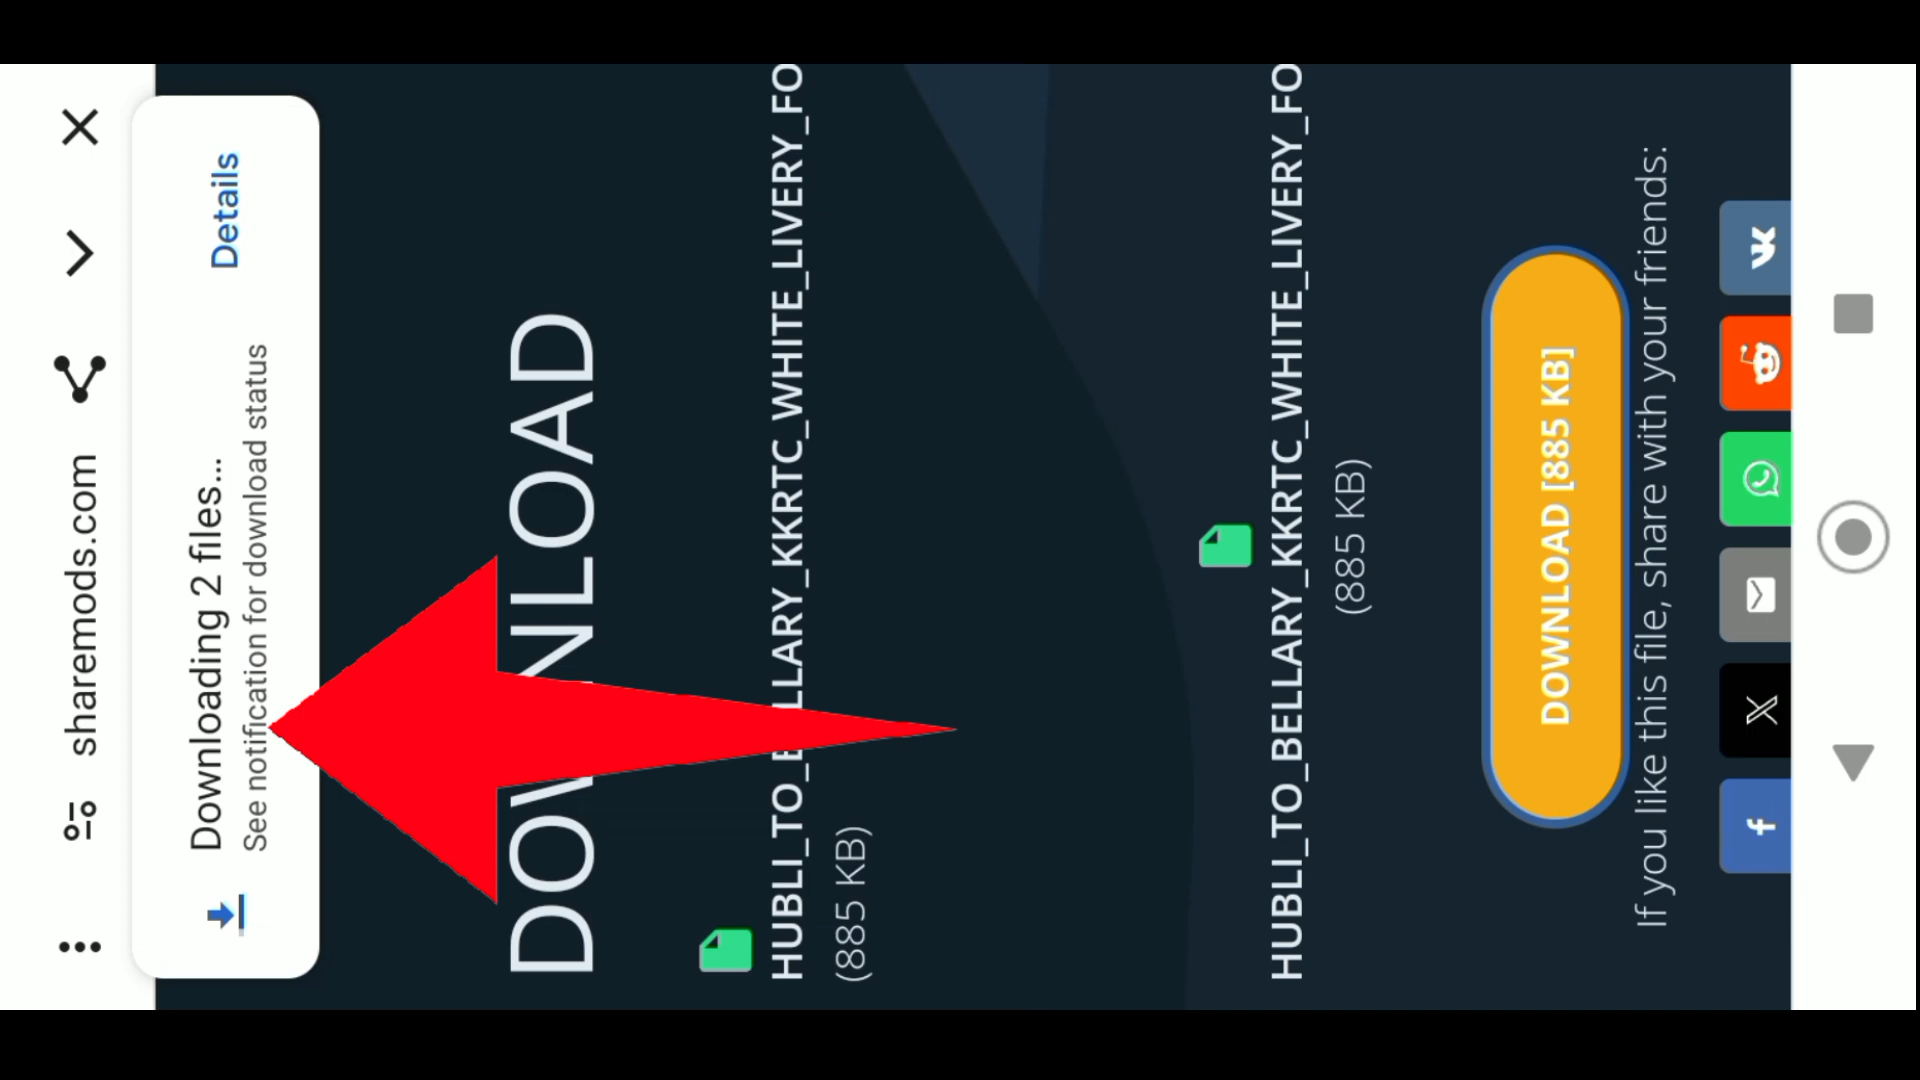 sharemods.com
Downloading 2 files...
See notification for download status
Details
DOWNLOAD
HUBLI_TO_BELLARY_KKRTC_WHITE_LIVERY_FO
(885 KB)
HUBLI_TO_BELLARY_KKRTC_WHITE_LIVERY_FO
(885 KB)
DOWNLOAD [885 KB]
If you like this file, share with your friends: